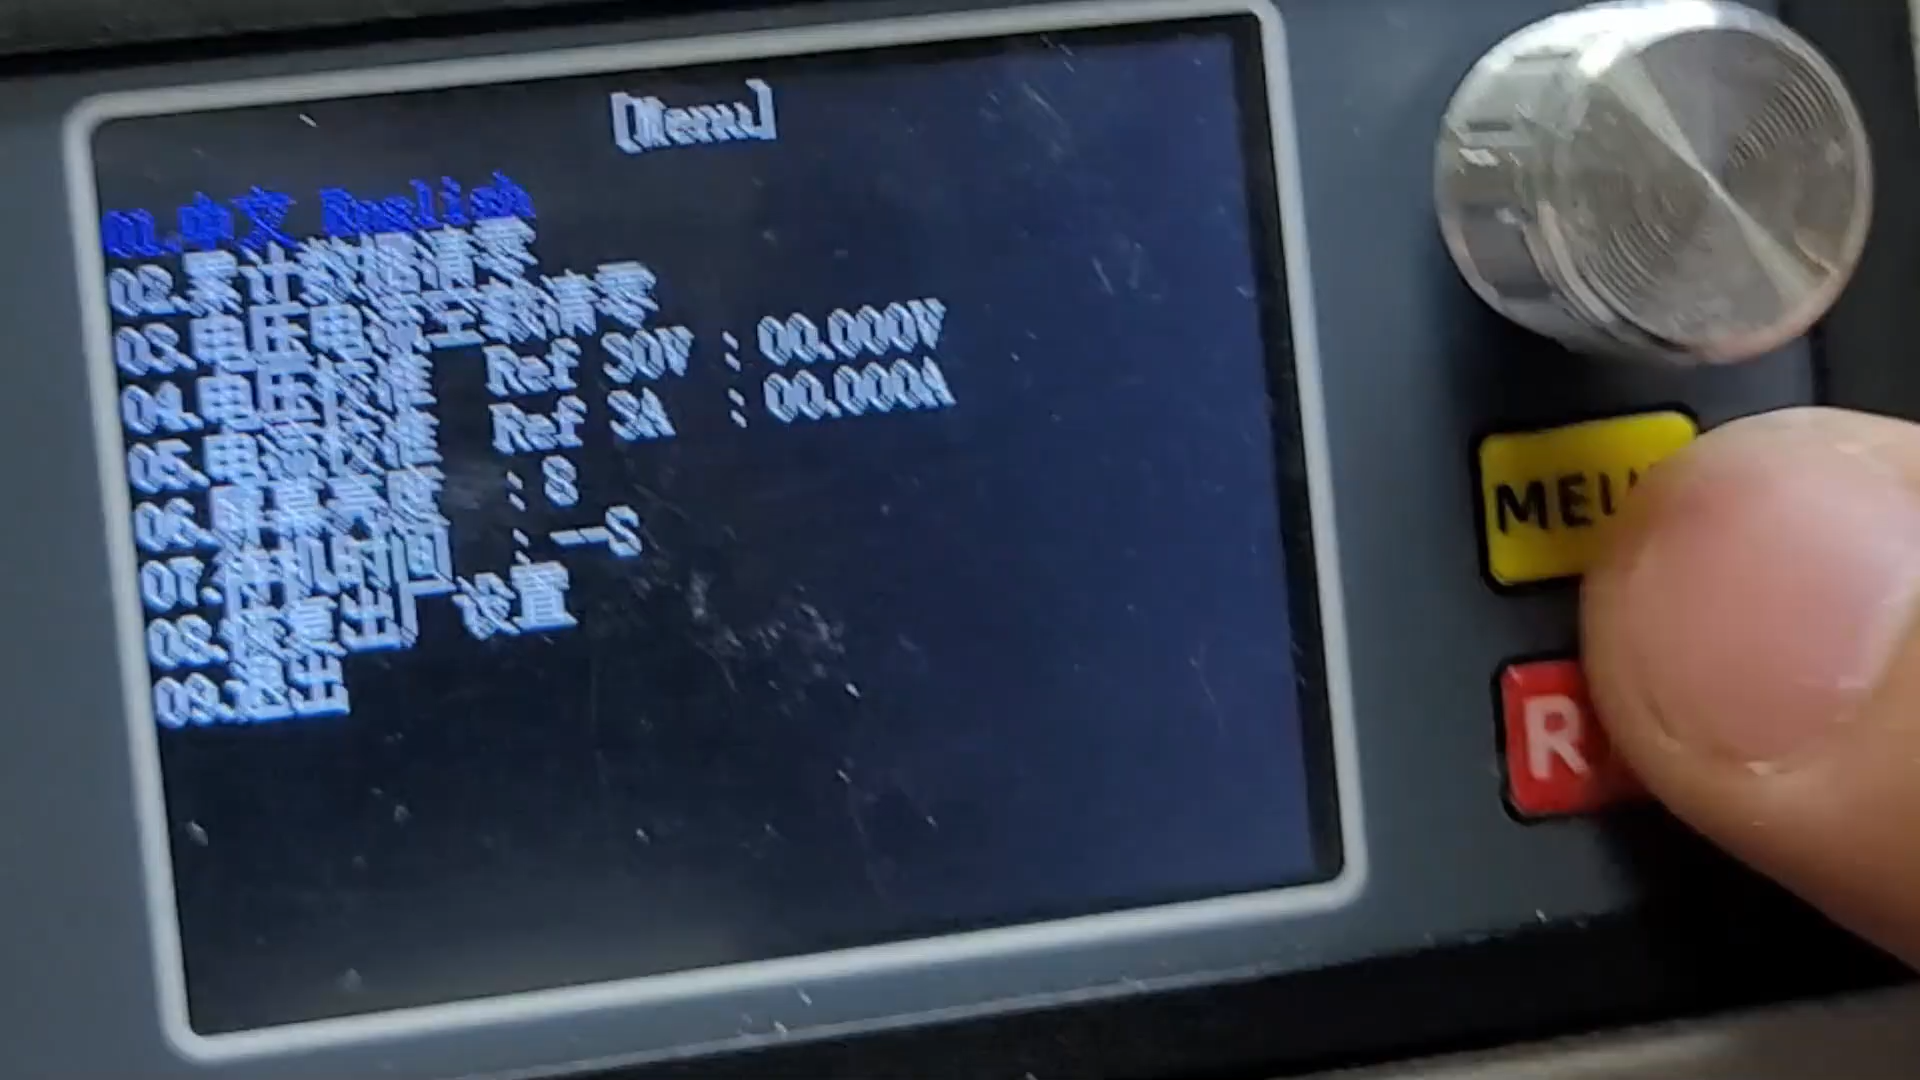 [Menu]
01.中文 English
02.累计数据清零
03.电压电流空载清零
04.电压校准 Ref 30V : 00.000V
05.电流校准 Ref 3A : 00.000A
06.屏幕亮度 : 8
07.待机时间 : --S
08.恢复出厂设置
09.退出
MEU
R